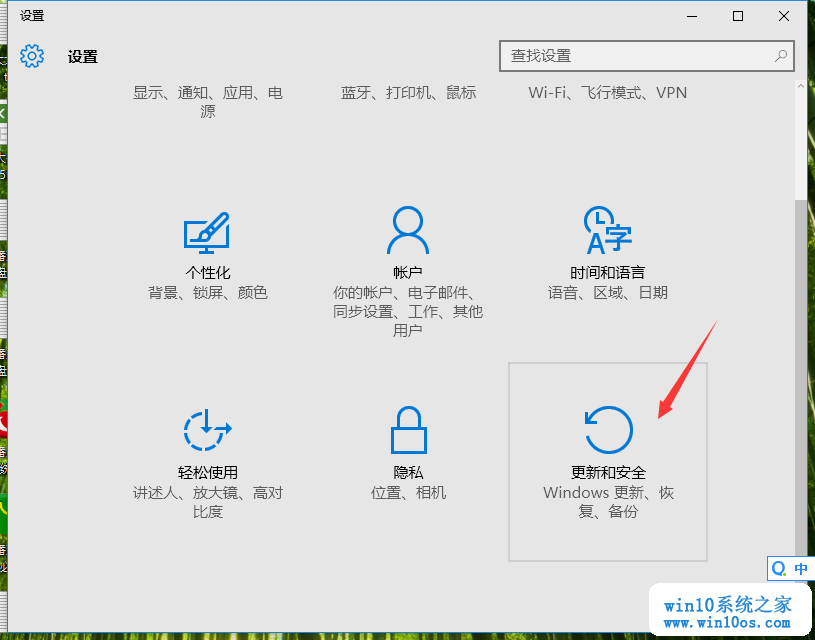 设置
设置
查找设置
显示、通知、应用、电
源
蓝牙、打印机、鼠标
Wi-Fi、飞行模式、VPN
个性化
背景、锁屏、颜色
帐户
你的帐户、电子邮件、
同步设置、工作、其他
用户
时间和语言
语音、区域、日期
轻松使用
讲述人、放大镜、高对
比度
隐私
位置、相机
更新和安全
Windows 更新、恢
复、备份
中
win10系统之家
www.win10os.com